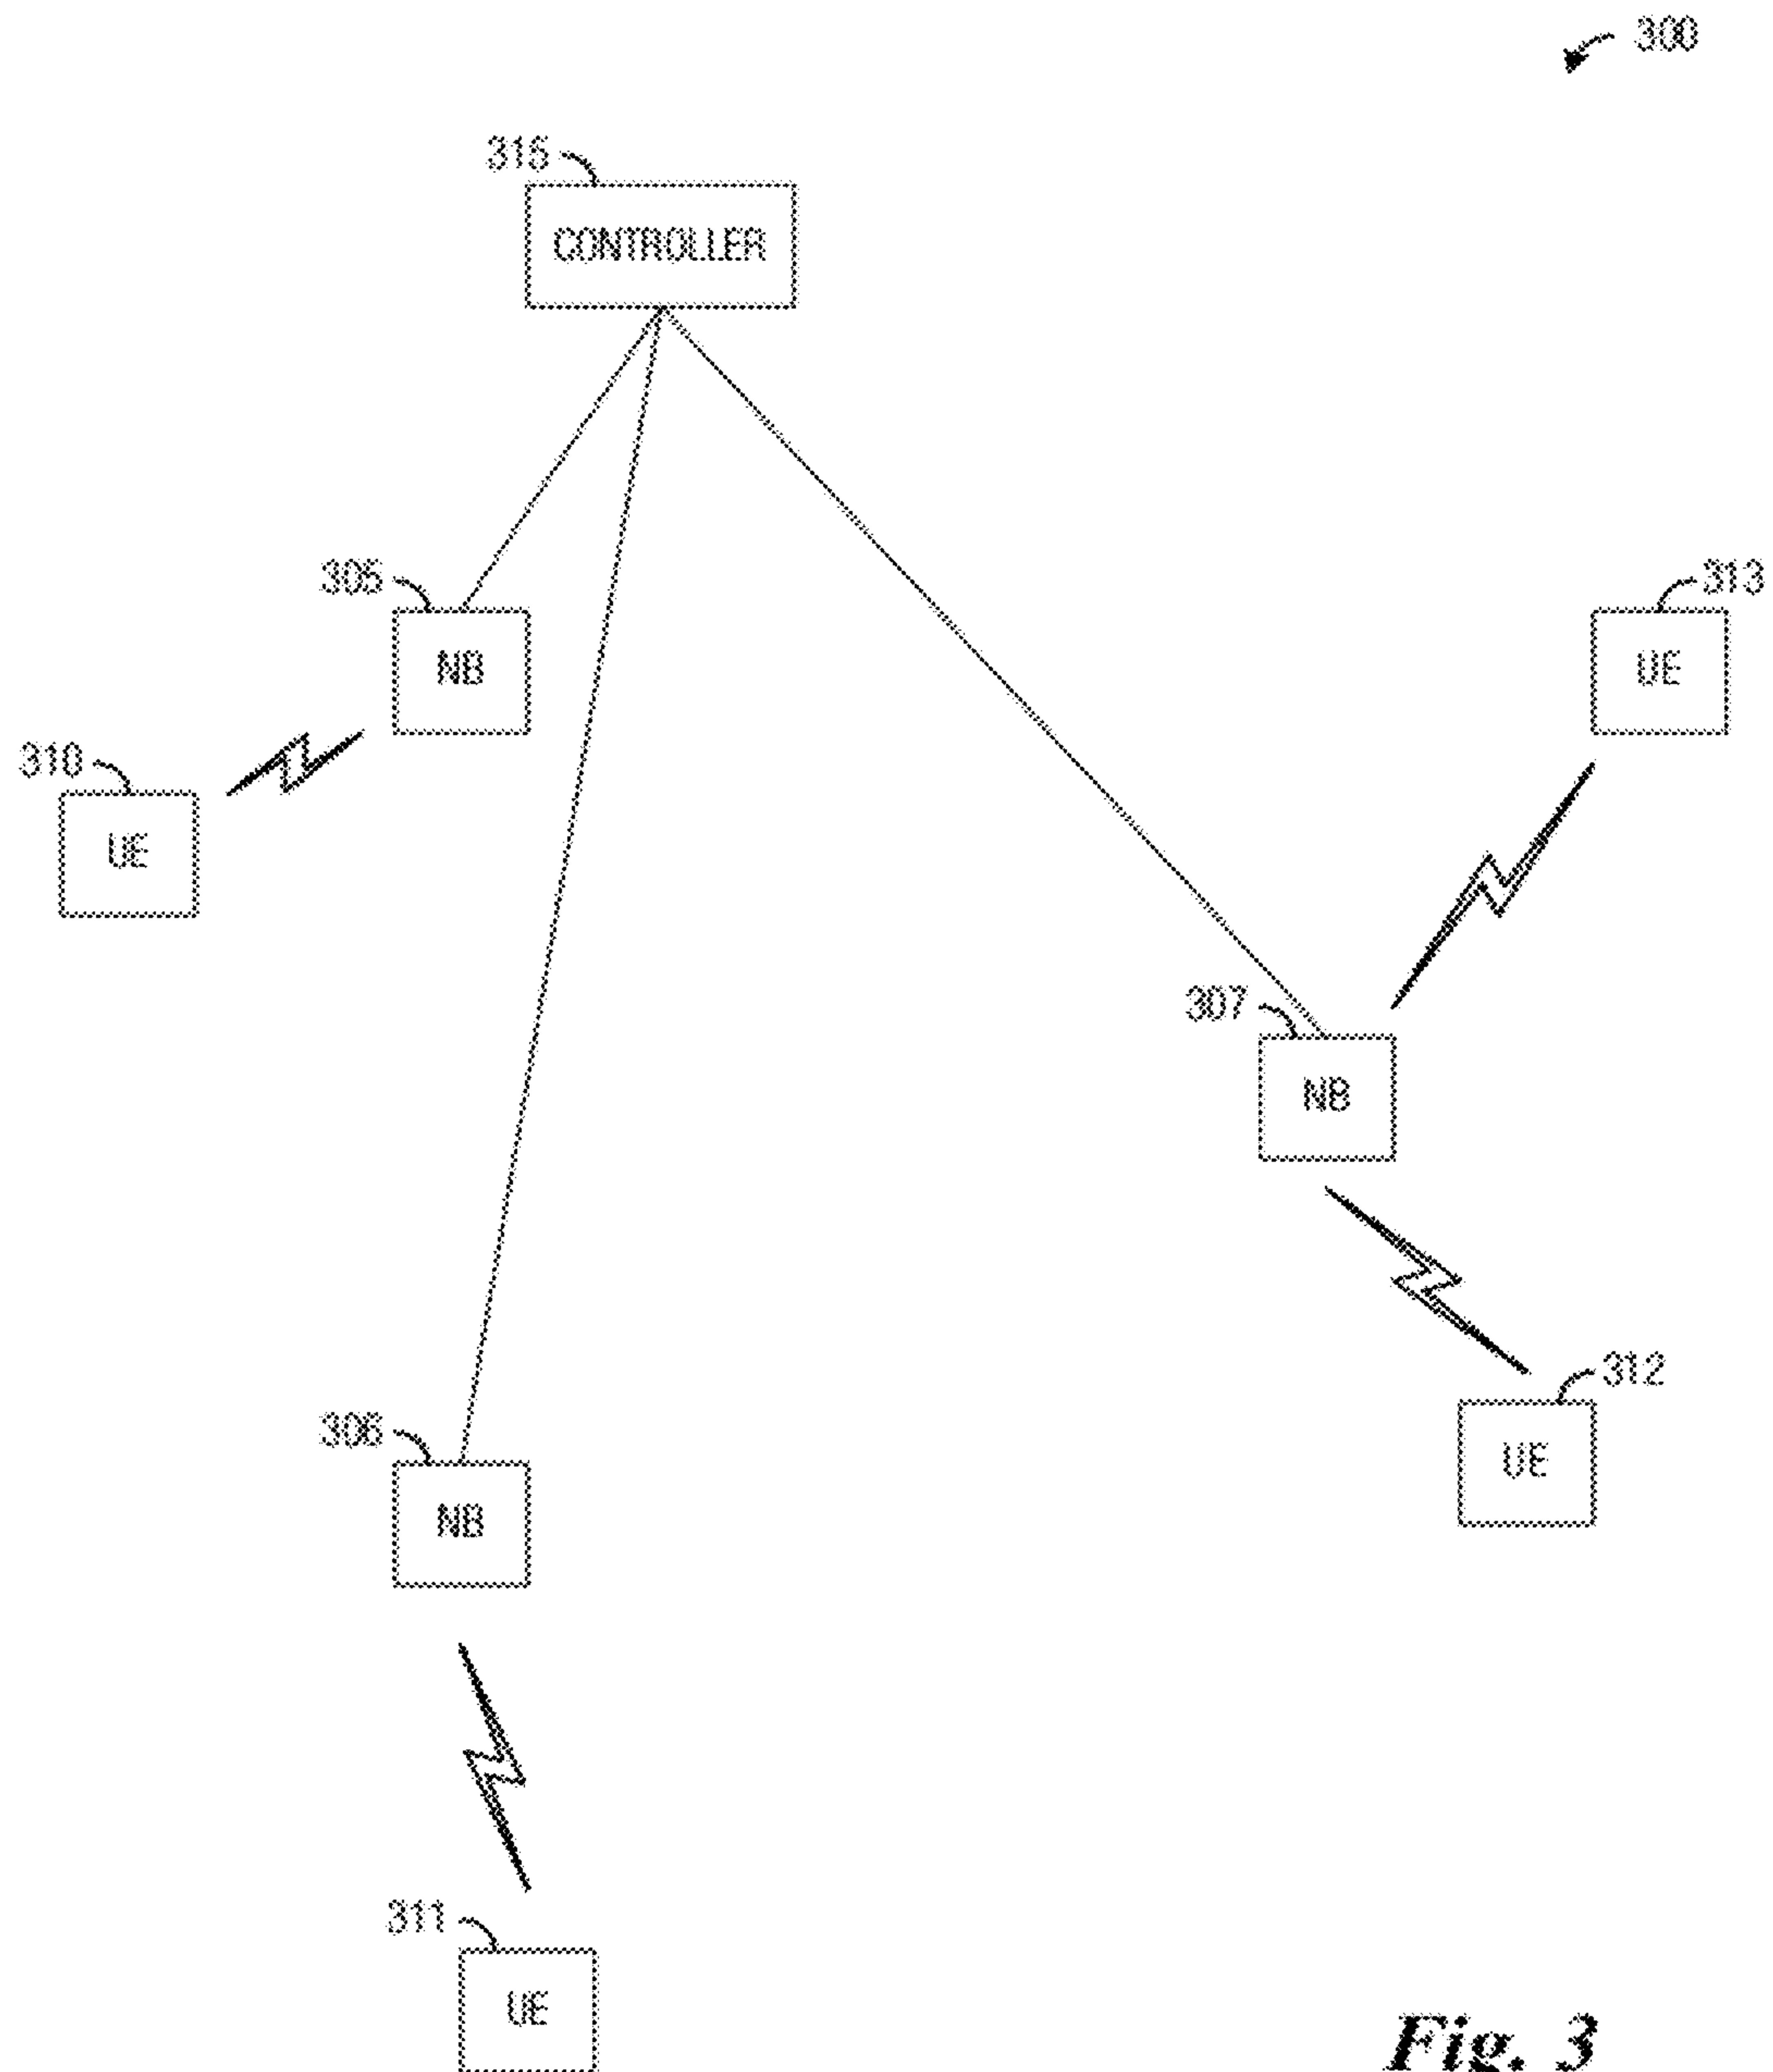 300
315
CONTROLLER
305
NB
313
UE
310
UE
307
NB
312
UE
306
NB
311
UE
Fig. 3